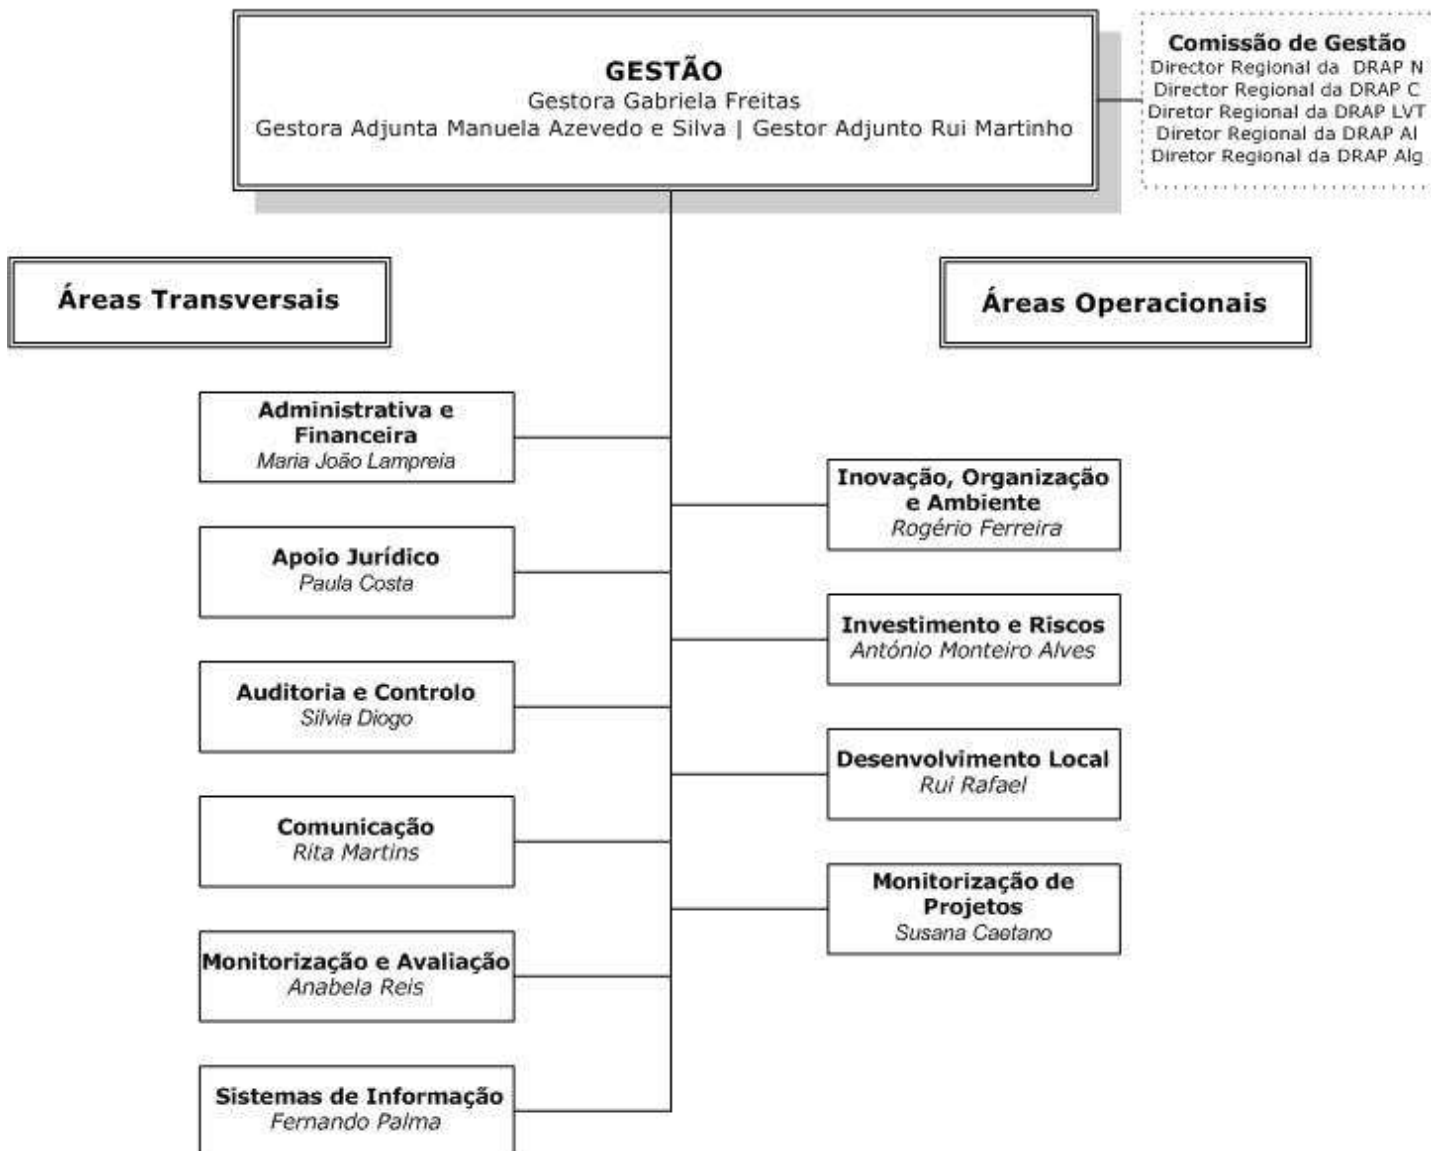 GESTÃO
Gestora Gabriela Freitas
Gestora Adjunta Manuela Azevedo e Silva | Gestor Adjunto Rui Martinho
Comissão de Gestão
Director Regional da DRAP N
Director Regional da DRAP C
Diretor Regional da DRAP LVT
Diretor Regional da DRAP Al
Diretor Regional da DRAP Alg
Áreas Transversais
Administrativa e
Financeira
Maria João Lampreia
Apoio Jurídico
Paula Costa
Auditoria e Controlo
Silvia Diogo
Comunicação
Rita Martins
Monitorização e Avaliação
Anabela Reis
Sistemas de Informação
Fernando Palma
Áreas Operacionais
Inovação, Organização
e Ambiente
Rogério Ferreira
Investimento e Riscos
António Monteiro Alves
Desenvolvimento Local
Rui Rafael
Monitorização de
Projetos
Susana Caetano